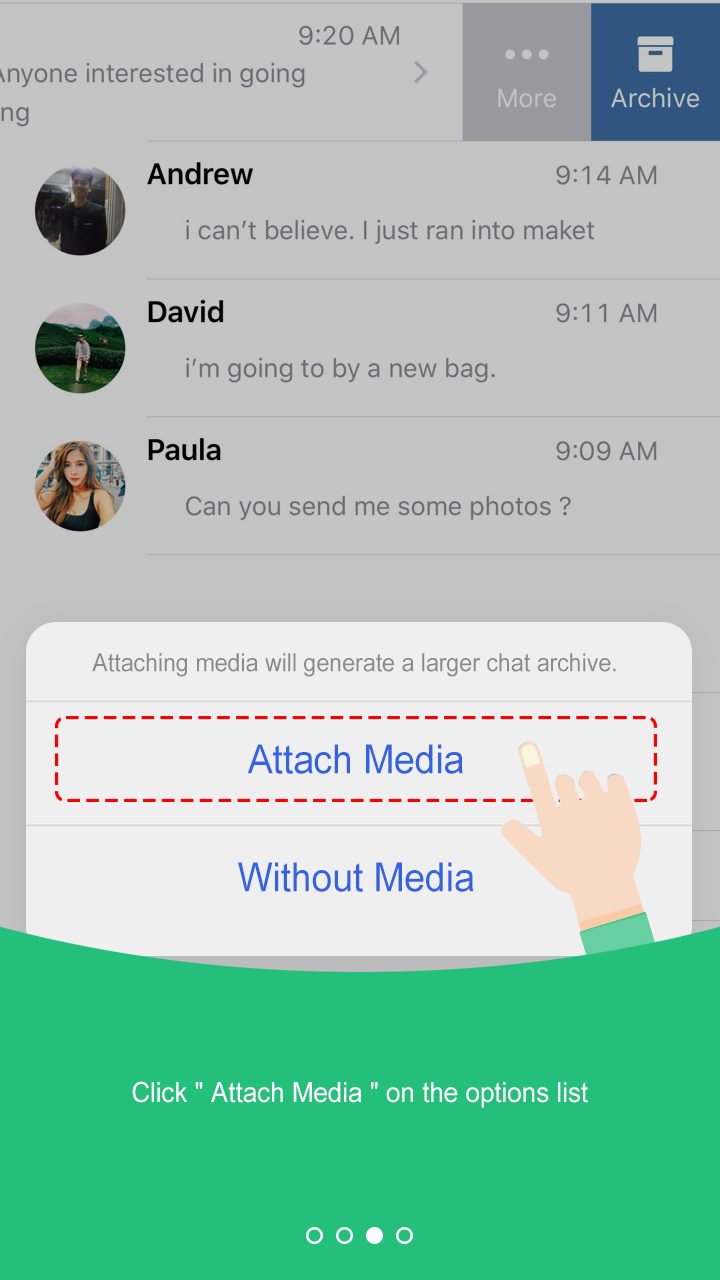 9:20 AM
Anyone interested in going
ng
More
Archive
Andrew
9:14 AM
i can’t believe. I just ran into maket
David
9:11 AM
i’m going to by a new bag.
Paula
9:09 AM
Can you send me some photos ?
Attaching media will generate a larger chat archive.
Attach Media
Without Media
Click " Attach Media " on the options list